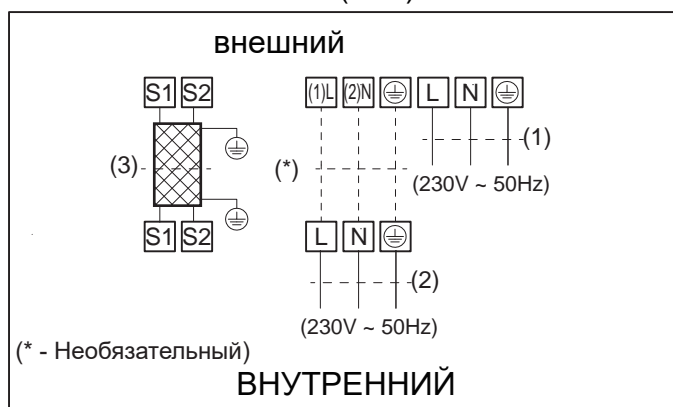 внешний
S1 S2 (1)L (2)N L N
(3) (*) (1)
(230V ~ 50Hz)
S1 S2 L N
(2)
(230V ~ 50Hz)
(* - Необязательный)
ВНУТРЕННИЙ